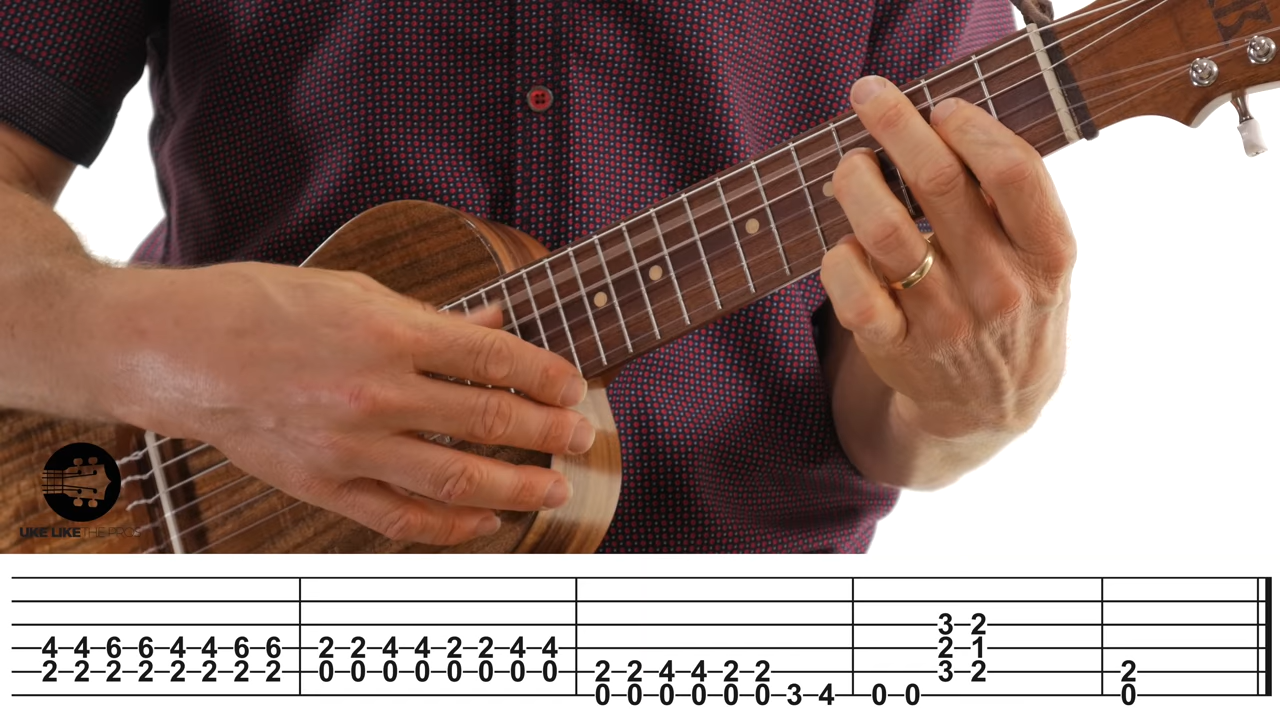 UKE LIKE THE PROS
3 2
4 4 6 6 4 4 6 6 2 2 4 4 2 2 4 4 2 1
2 2 2 2 2 2 2 2 0 0 0 0 0 0 0 0 2 2 4 4 2 2 3 2 2
0 0 0 0 0 0 3 4 0 0 0